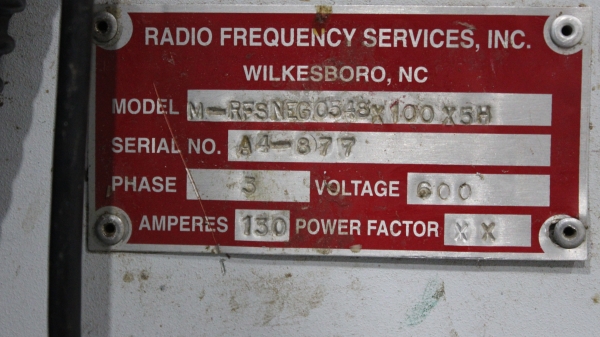 RADIO FREQUENCY SERVICES, INC.
WILKESBORO, NC
MODEL M-RFSNEG0548X100X5H
SERIAL NO. A4-877
PHASE 3 VOLTAGE 600
AMPERES 130 POWER FACTOR XX